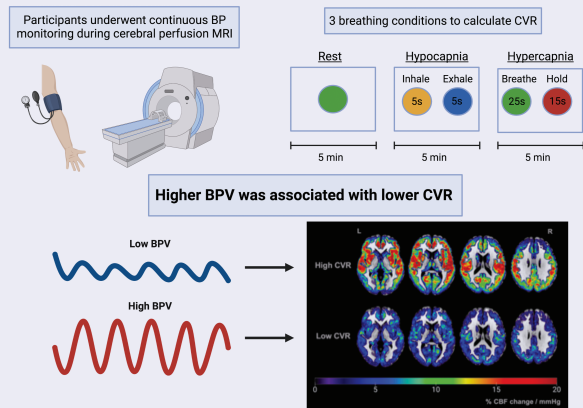 Participants underwent continuous BP
monitoring during cerebral perfusion MRI
3 breathing conditions to calculate CVR
Rest
Hypocapnia
Hypercapnia
Inhale Exhale
Breathe Hold
5s 5s
25s 15s
5 min
5 min
5 min
Higher BPV was associated with lower CVR
Low BPV
High BPV
L R
High CVR
Low CVR
0 5 10 15 20
% CBF change / mmHg